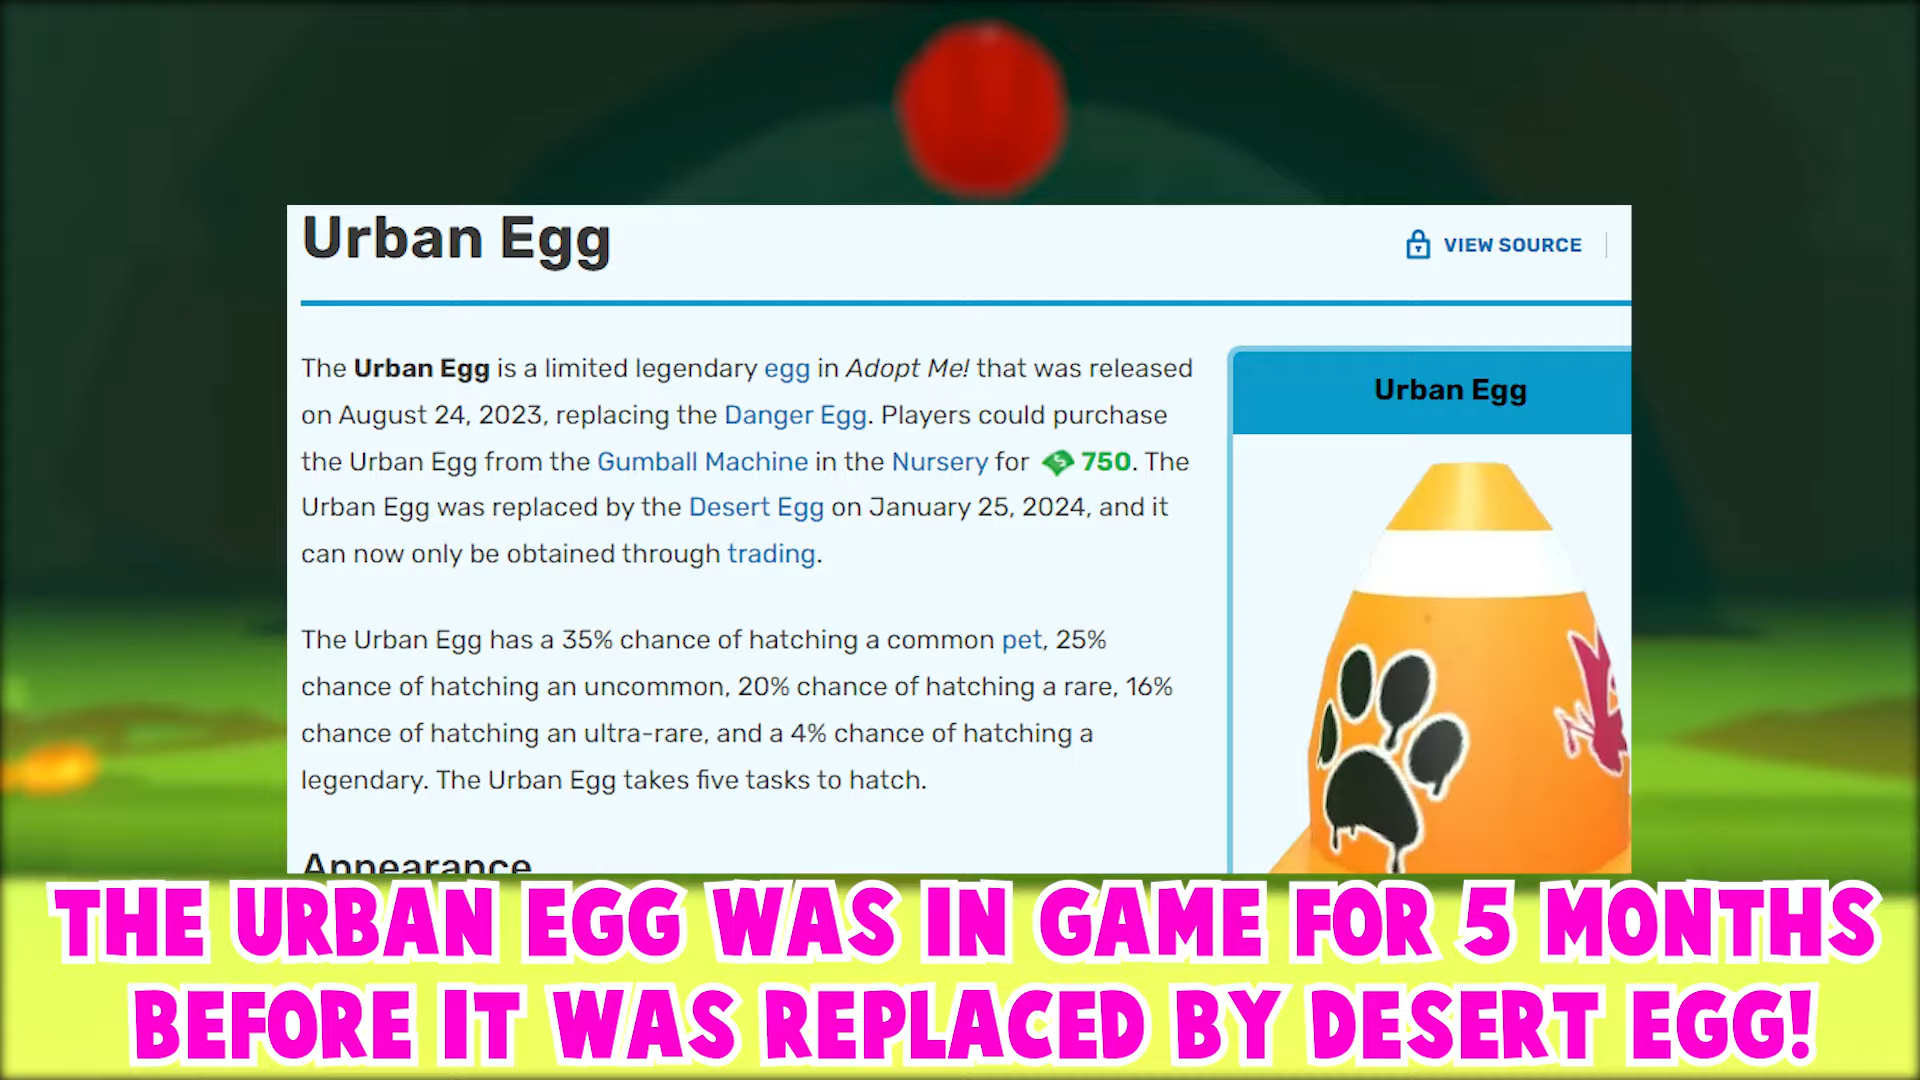 Urban Egg
VIEW SOURCE
The Urban Egg is a limited legendary egg in Adopt Me! that was released
on August 24, 2023, replacing the Danger Egg. Players could purchase
the Urban Egg from the Gumball Machine in the Nursery for 750. The
Urban Egg was replaced by the Desert Egg on January 25, 2024, and it
can now only be obtained through trading.
The Urban Egg has a 35% chance of hatching a common pet, 25%
chance of hatching an uncommon, 20% chance of hatching a rare, 16%
chance of hatching an ultra-rare, and a 4% chance of hatching a
legendary. The Urban Egg takes five tasks to hatch.
Appearance
Urban Egg
THE URBAN EGG WAS IN GAME FOR 5 MONTHS
BEFORE IT WAS REPLACED BY DESERT EGG!